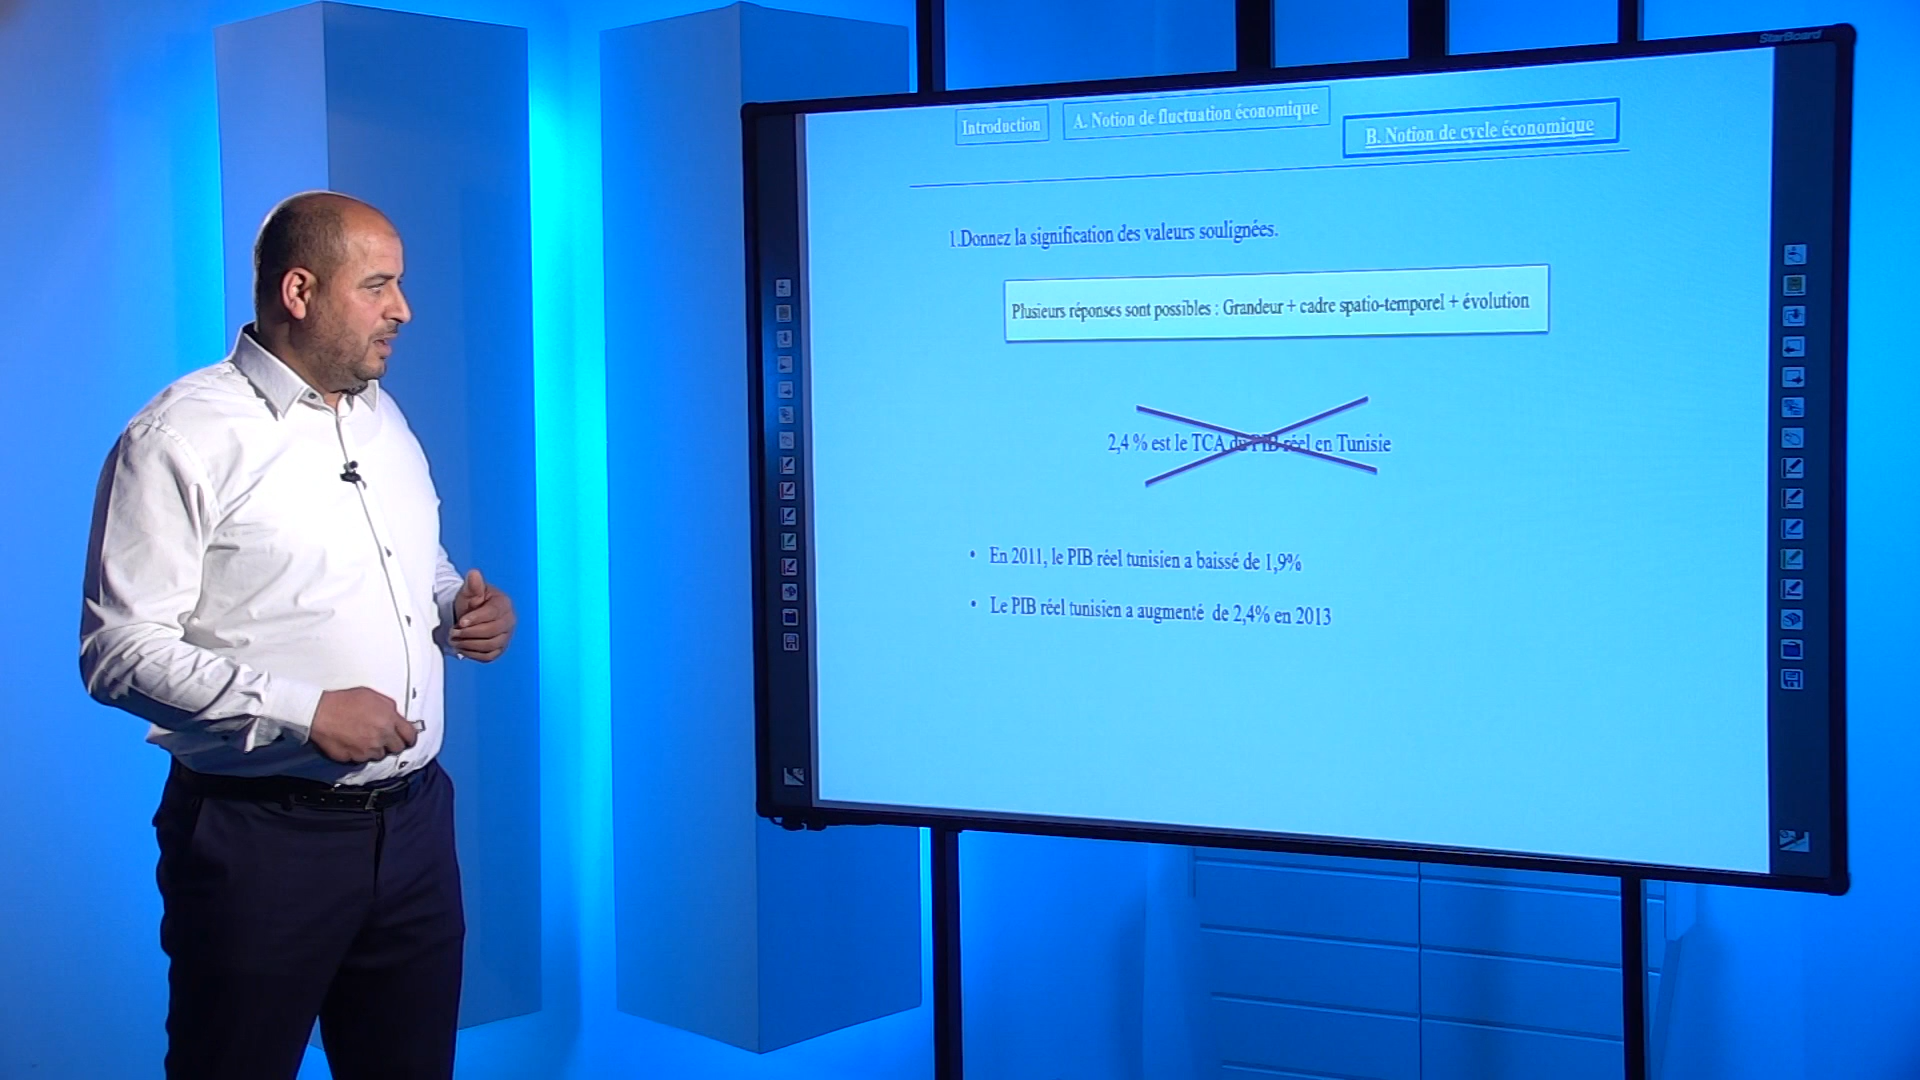 StarBoard
Introduction
A. Notion de fluctuation économique
B. Notion de cycle économique
1.Donnez la signification des valeurs soulignées.
Plusieurs réponses sont possibles : Grandeur + cadre spatio-temporel + évolution
2,4 % est le TCA du PIB réel en Tunisie
• En 2011, le PIB réel tunisien a baissé de 1,9%
• Le PIB réel tunisien a augmenté de 2,4% en 2013